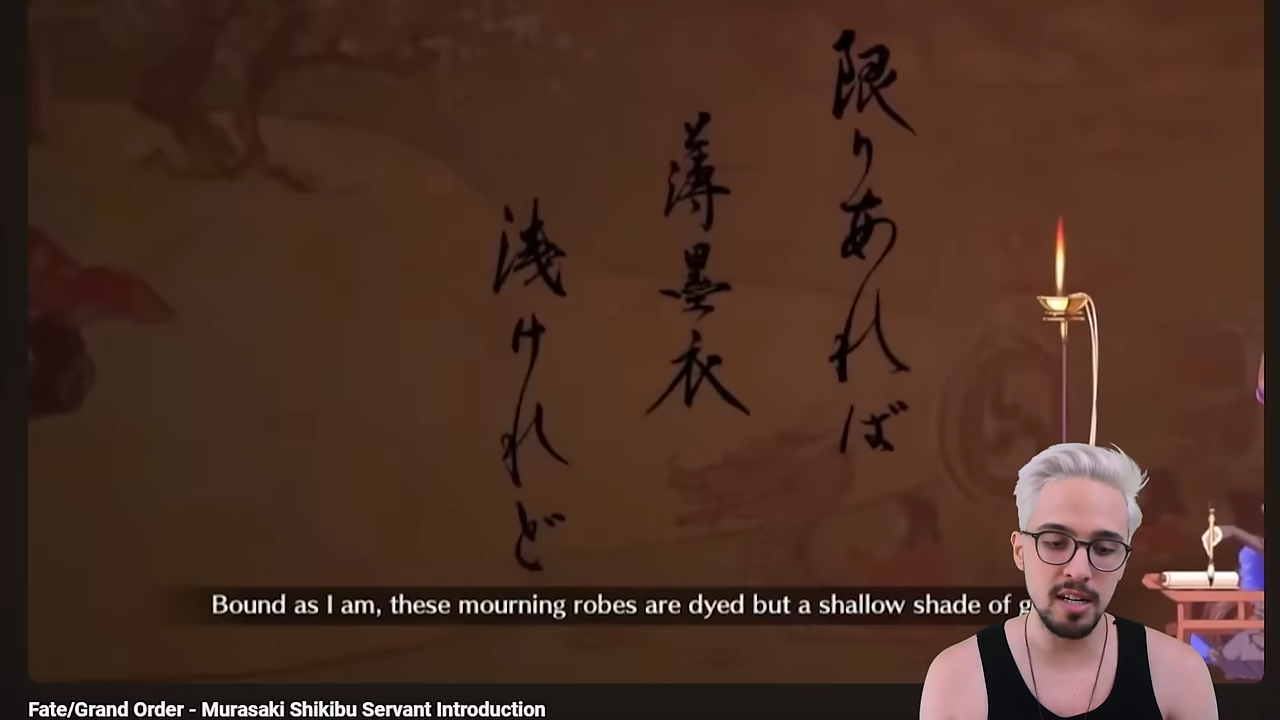 限りあれば
薄墨衣
浅けれど
Bound as I am, these mourning robes are dyed but a shallow shade of g
Fate/Grand Order - Murasaki Shikibu Servant Introduction